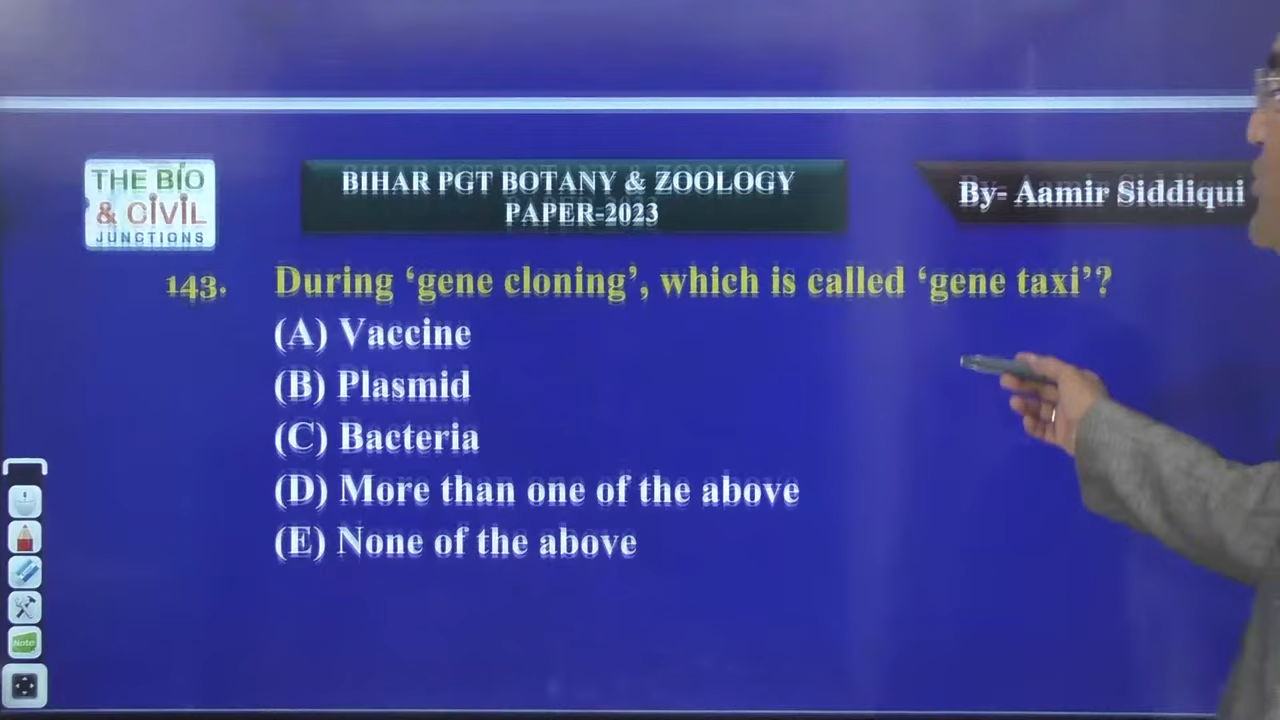 THE BIO
& CIVIL
JUNCTIONS
BIHAR PGT BOTANY & ZOOLOGY
PAPER-2023
By- Aamir Siddiqui
143. During ‘gene cloning’, which is called ‘gene taxi’?
(A) Vaccine
(B) Plasmid
(C) Bacteria
(D) More than one of the above
(E) None of the above
Note